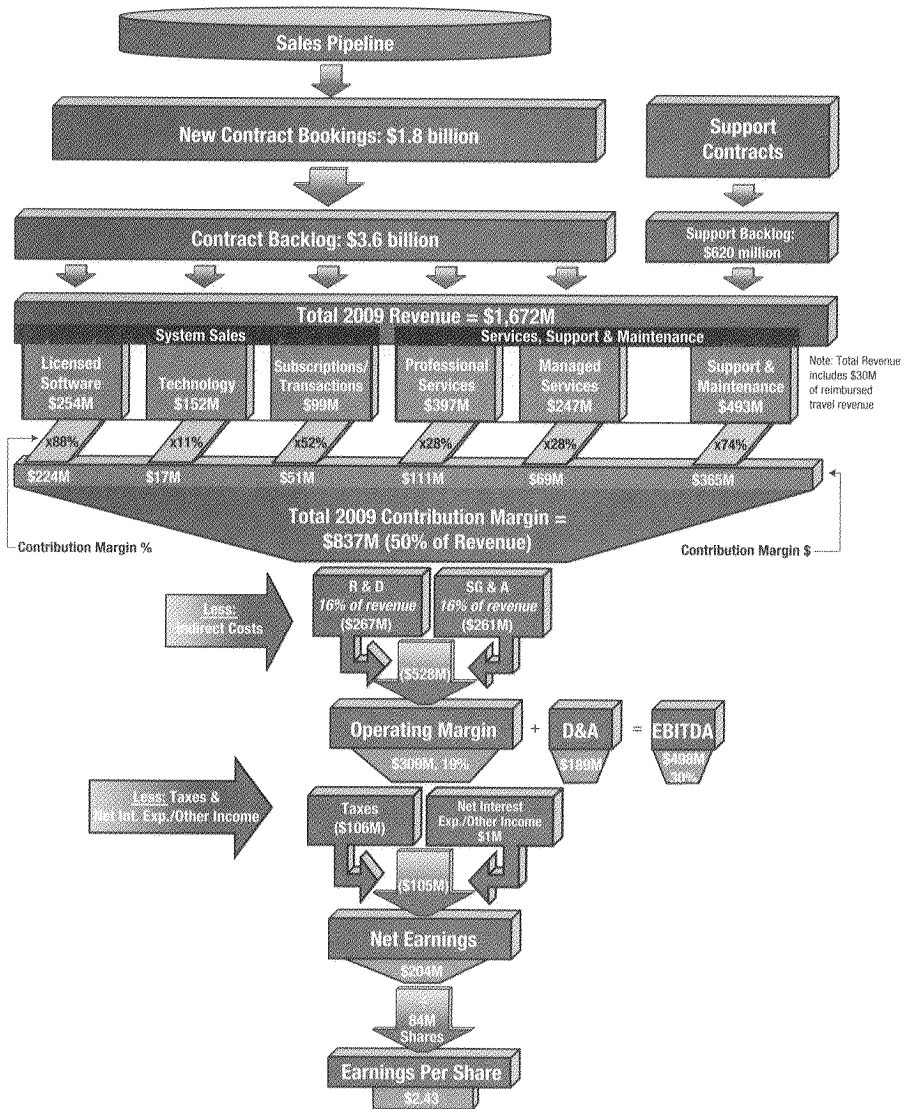 Sales Pipeline
New Contract Bookings: $1.8 billion
Support
Contracts
Contract Backlog: $3.6 billion
Support Backlog:
$620 million
Total 2009 Revenue = $1,672M
System Sales
Services, Support & Maintenance
Licensed
Software
$254M
Technology
$152M
Subscriptions/
Transactions
$99M
Professional
Services
$397M
Managed
Services
$247M
Support &
Maintenance
$493M
Note: Total Revenue
includes $30M
of reimbursed
travel revenue
x88%
x11%
x52%
x28%
x28%
x74%
$224M
$17M
$51M
$111M
$69M
$365M
Total 2009 Contribution Margin =
$837M (50% of Revenue)
Contribution Margin %
Contribution Margin $
Less:
Indirect Costs
R & D
16% of revenue
($267M)
SG & A
16% of revenue
($261M)
($528M)
Operating Margin
$309M, 19%
+
D&A
$189M
=
EBITDA
$498M
30%
Less: Taxes &
Net Int. Exp./Other Income
Taxes
($106M)
Net Interest
Exp./Other Income
$1M
($105M)
Net Earnings
$204M
84M
Shares
Earnings Per Share
$2.43